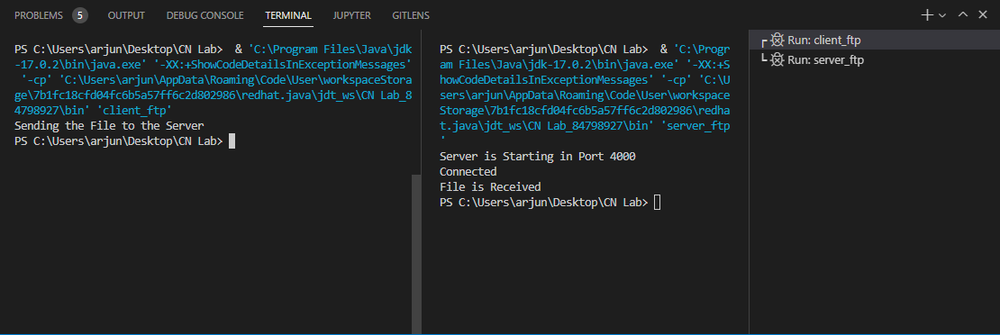 PROBLEMS 5 OUTPUT DEBUG CONSOLE TERMINAL JUPYTER GITLENS
PS C:\Users\arjun\Desktop\CN Lab>  & 'C:\Program Files\Java\jdk
-17.0.2\bin\java.exe' '-XX:+ShowCodeDetailsInExceptionMessages'
 '-cp' 'C:\Users\arjun\AppData\Roaming\Code\User\workspaceStora
ge\7b1fc18cfd04fc6b5a57ff6c2d802986\redhat.java\jdt_ws\CN Lab_8
4798927\bin' 'client_ftp'
Sending the File to the Server
PS C:\Users\arjun\Desktop\CN Lab>
PS C:\Users\arjun\Desktop\CN Lab>  & 'C:\Progr
am Files\Java\jdk-17.0.2\bin\java.exe' '-XX:+S
howCodeDetailsInExceptionMessages' '-cp' 'C:\U
sers\arjun\AppData\Roaming\Code\User\workspace
Storage\7b1fc18cfd04fc6b5a57ff6c2d802986\redha
t.java\jdt_ws\CN Lab_84798927\bin' 'server_ftp
'
Server is Starting in Port 4000
Connected
File is Received
PS C:\Users\arjun\Desktop\CN Lab>
Run: client_ftp
Run: server_ftp